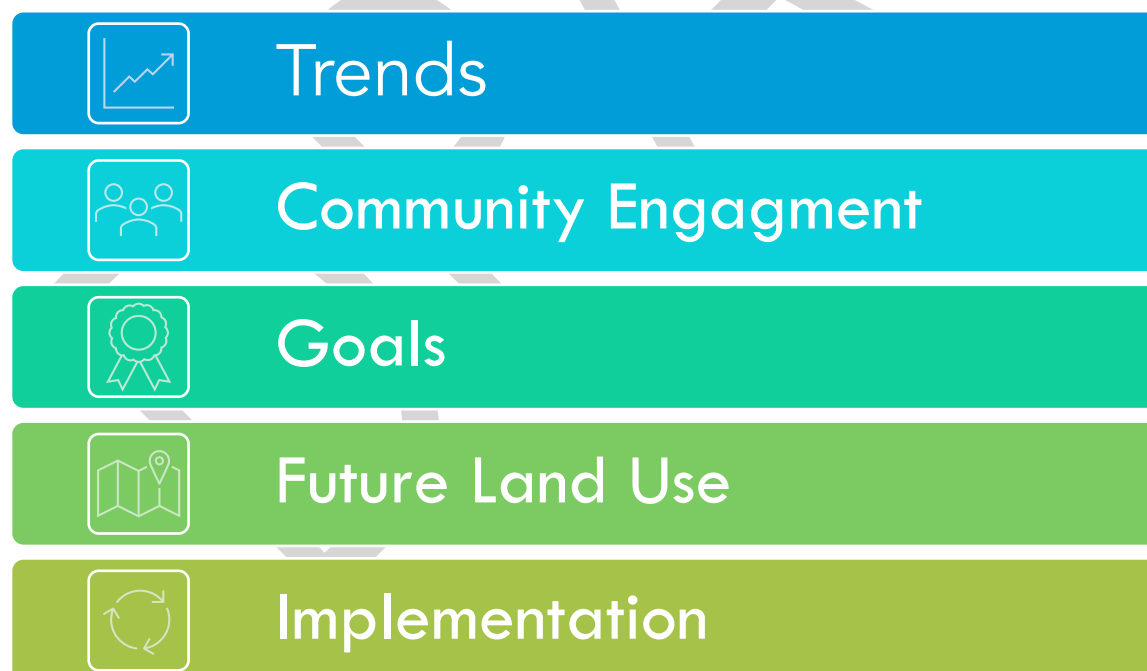 Trends
Community Engagment
Goals
Future Land Use
Implementation